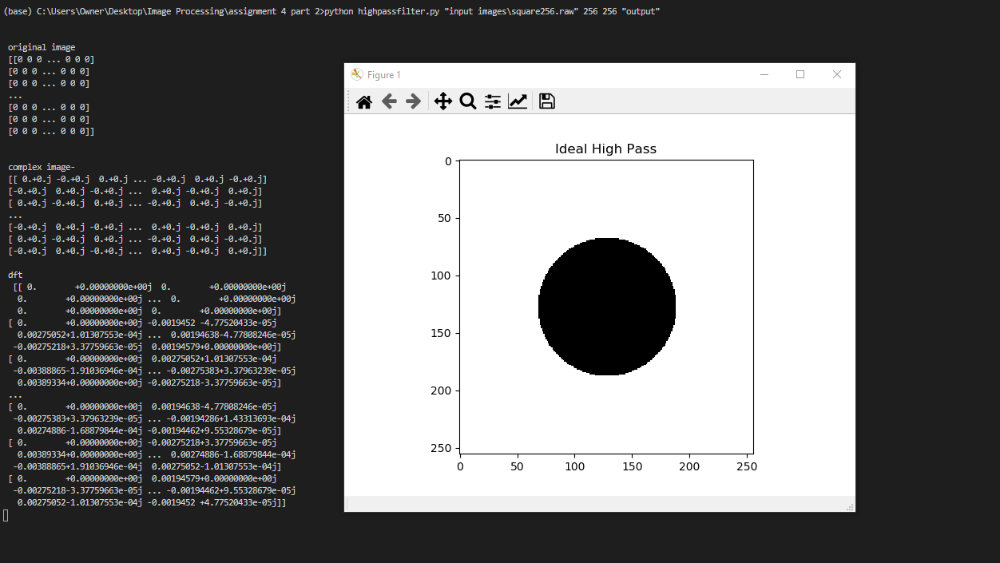 (base) C:\Users\Owner\Desktop\Image Processing\assignment 4 part 2>python highpassfilter.py "input images\square256.raw" 256 256 "output"
original image
[[0 0 0 ... 0 0 0]
[0 0 0 ... 0 0 0]
[0 0 0 ... 0 0 0]
...
[0 0 0 ... 0 0 0]
[0 0 0 ... 0 0 0]
[0 0 0 ... 0 0 0]]
complex image-
[[ 0.+0.j -0.+0.j  0.+0.j ... -0.+0.j  0.+0.j -0.+0.j]
[-0.+0.j  0.+0.j -0.+0.j ...  0.+0.j -0.+0.j  0.+0.j]
[ 0.+0.j -0.+0.j  0.+0.j ... -0.+0.j  0.+0.j -0.+0.j]
...
[-0.+0.j  0.+0.j -0.+0.j ...  0.+0.j -0.+0.j  0.+0.j]
[ 0.+0.j -0.+0.j  0.+0.j ... -0.+0.j  0.+0.j -0.+0.j]
[-0.+0.j  0.+0.j -0.+0.j ...  0.+0.j -0.+0.j  0.+0.j]]
dft
[[ 0.        +0.00000000e+00j  0.        +0.00000000e+00j
0.        +0.00000000e+00j ...  0.        +0.00000000e+00j
0.        +0.00000000e+00j  0.        +0.00000000e+00j]
[ 0.        +0.00000000e+00j -0.0019452 -4.77520433e-05j
0.00275052+1.01307553e-04j ...  0.00194638-4.77808246e-05j
-0.00275218+3.37759663e-05j  0.00194579+0.00000000e+00j]
[ 0.        +0.00000000e+00j  0.00275052+1.01307553e-04j
-0.00388865-1.91036946e-04j ... -0.00275383+3.37963239e-05j
0.00389334+0.00000000e+00j -0.00275218-3.37759663e-05j]
...
[ 0.        +0.00000000e+00j  0.00194638-4.77808246e-05j
-0.00275383+3.37963239e-05j ... -0.00194286+1.43313693e-04j
0.00274886-1.68879844e-04j -0.00194462+9.55328679e-05j]
[ 0.        +0.00000000e+00j -0.00275218+3.37759663e-05j
0.00389334+0.00000000e+00j ...  0.00274886-1.68879844e-04j
-0.00388865+1.91036946e-04j  0.00275052-1.01307553e-04j]
[ 0.        +0.00000000e+00j  0.00194579+0.00000000e+00j
-0.00275218-3.37759663e-05j ... -0.00194462+9.55328679e-05j
0.00275052-1.01307553e-04j -0.0019452 +4.77520433e-05j]]
Figure 1
Ideal High Pass
0
50
100
150
200
250
0 50 100 150 200 250